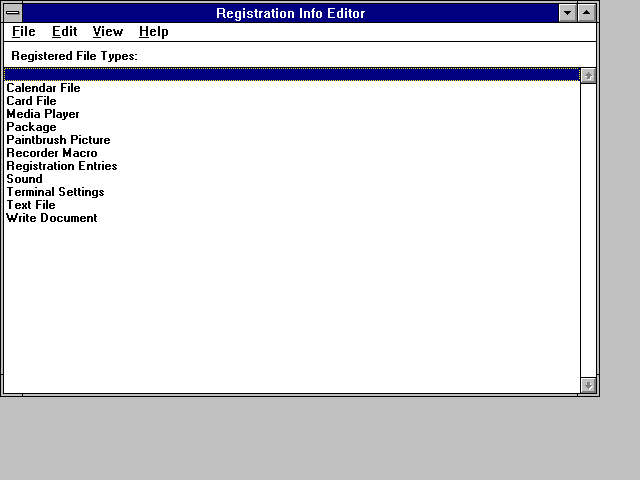 Registration Info Editor
File Edit View Help
Registered File Types:
Calendar File
Card File
Media Player
Package
Paintbrush Picture
Recorder Macro
Registration Entries
Sound
Terminal Settings
Text File
Write Document